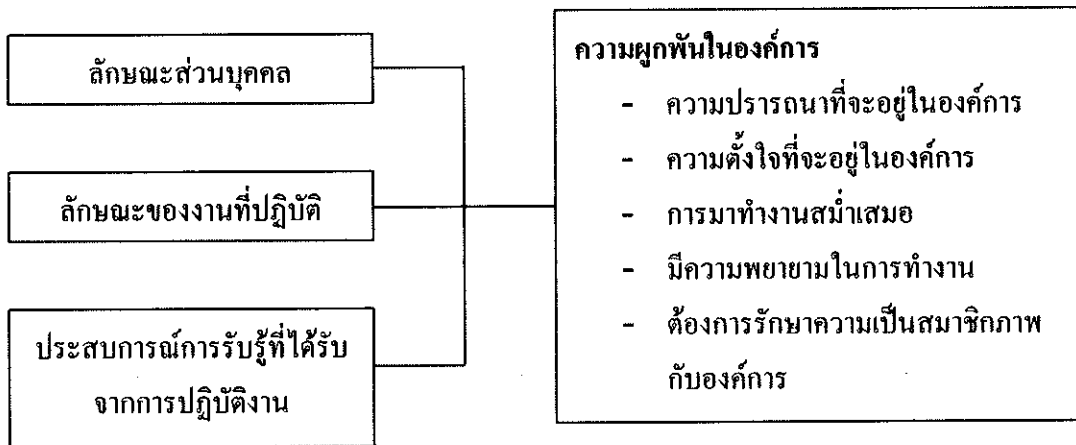 ลักษณะส่วนบุคคล
ลักษณะของงานที่ปฏิบัติ
ประสบการณ์การรับรู้ที่ได้รับ
จากการปฏิบัติงาน
ความผูกพันในองค์การ
- ความปรารถนาที่จะอยู่ในองค์การ
- ความตั้งใจที่จะอยู่ในองค์การ
- การมาทำงานสม่ำเสมอ
- มีความพยายามในการทำงาน
- ต้องการรักษาความเป็นสมาชิกภาพ
กับองค์การ